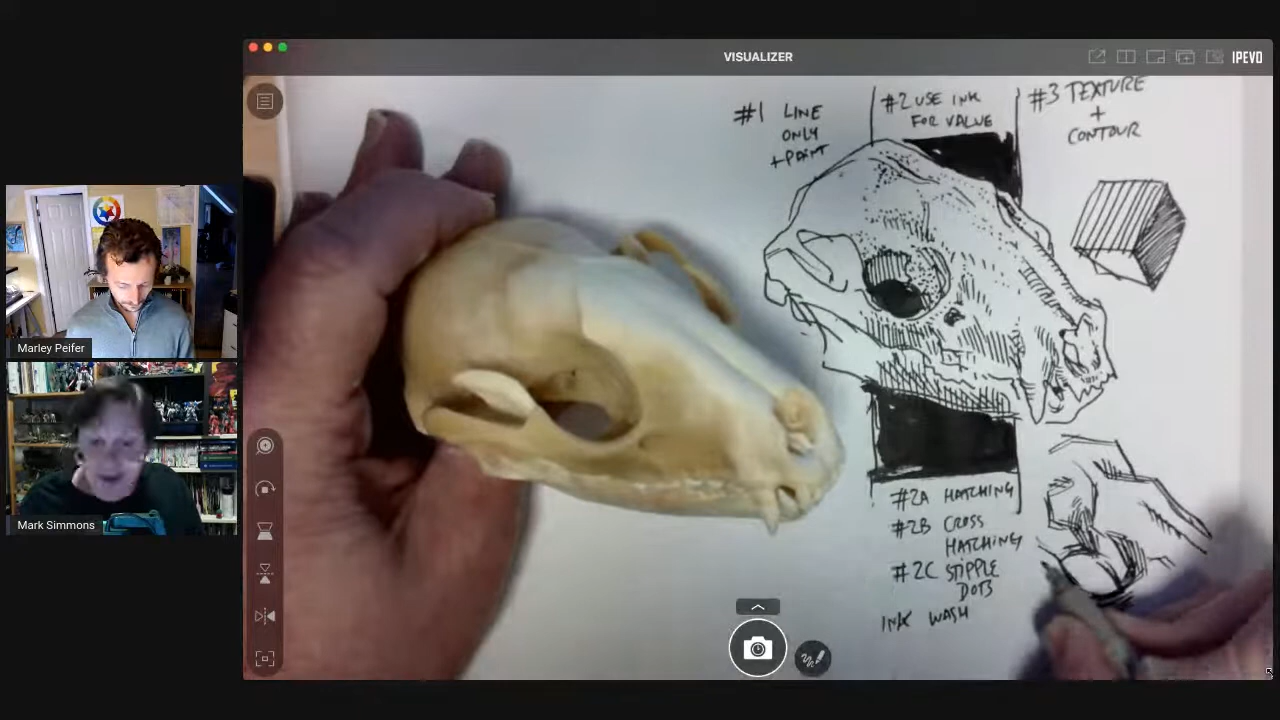 VISUALIZER
IPEVO
#1 LINE
ONLY
+ PAINT
#2 USE INK
FOR VALUE
#3 TEXTURE
+
CONTOUR
#2A HATCHING
#2B CROSS
HATCHING
#2C STIPPLE
DOTS
INK WASH
Marley Peifer
Mark Simmons